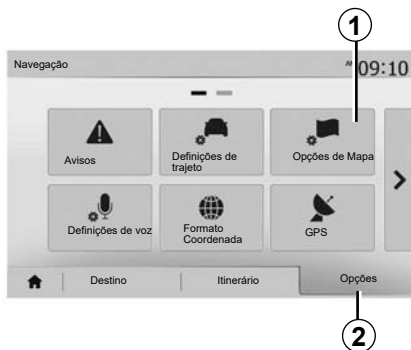 1
Navegação
AM 09:10
Avisos
Definições de
trajeto
Opções de Mapa
Definições de voz
Formato
Coordenada
GPS
Destino
Itinerário
Opções
2